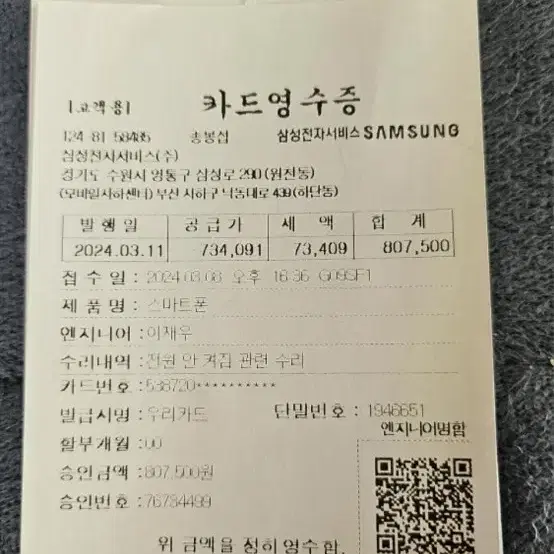 [고객용] 카드영수증
124-81-58485 송봉섭 삼성전자서비스 SAMSUNG
삼성전자서비스(주)
경기도 수원시 영통구 삼성로 290 (원천동)
(모바일사하센터) 부산 사하구 낙동대로 439 (하단동)
발행일 공급가 세액 합계
2024.03.11 734,091 73,409 807,500
접수일 : 2024.03.08 오후 16:36 G09SF1
제품명 : 스마트폰
엔지니어 : 이재우
수리내역 : 전원 안 켜짐 관련 수리
카드번호 : 538720**********
발급사명 : 우리카드 단말번호 : 1946651
할부개월 : 00 엔지니어명함
승인금액 : 807,500원
승인번호 : 76734499
위 금액을 정히 영수함.